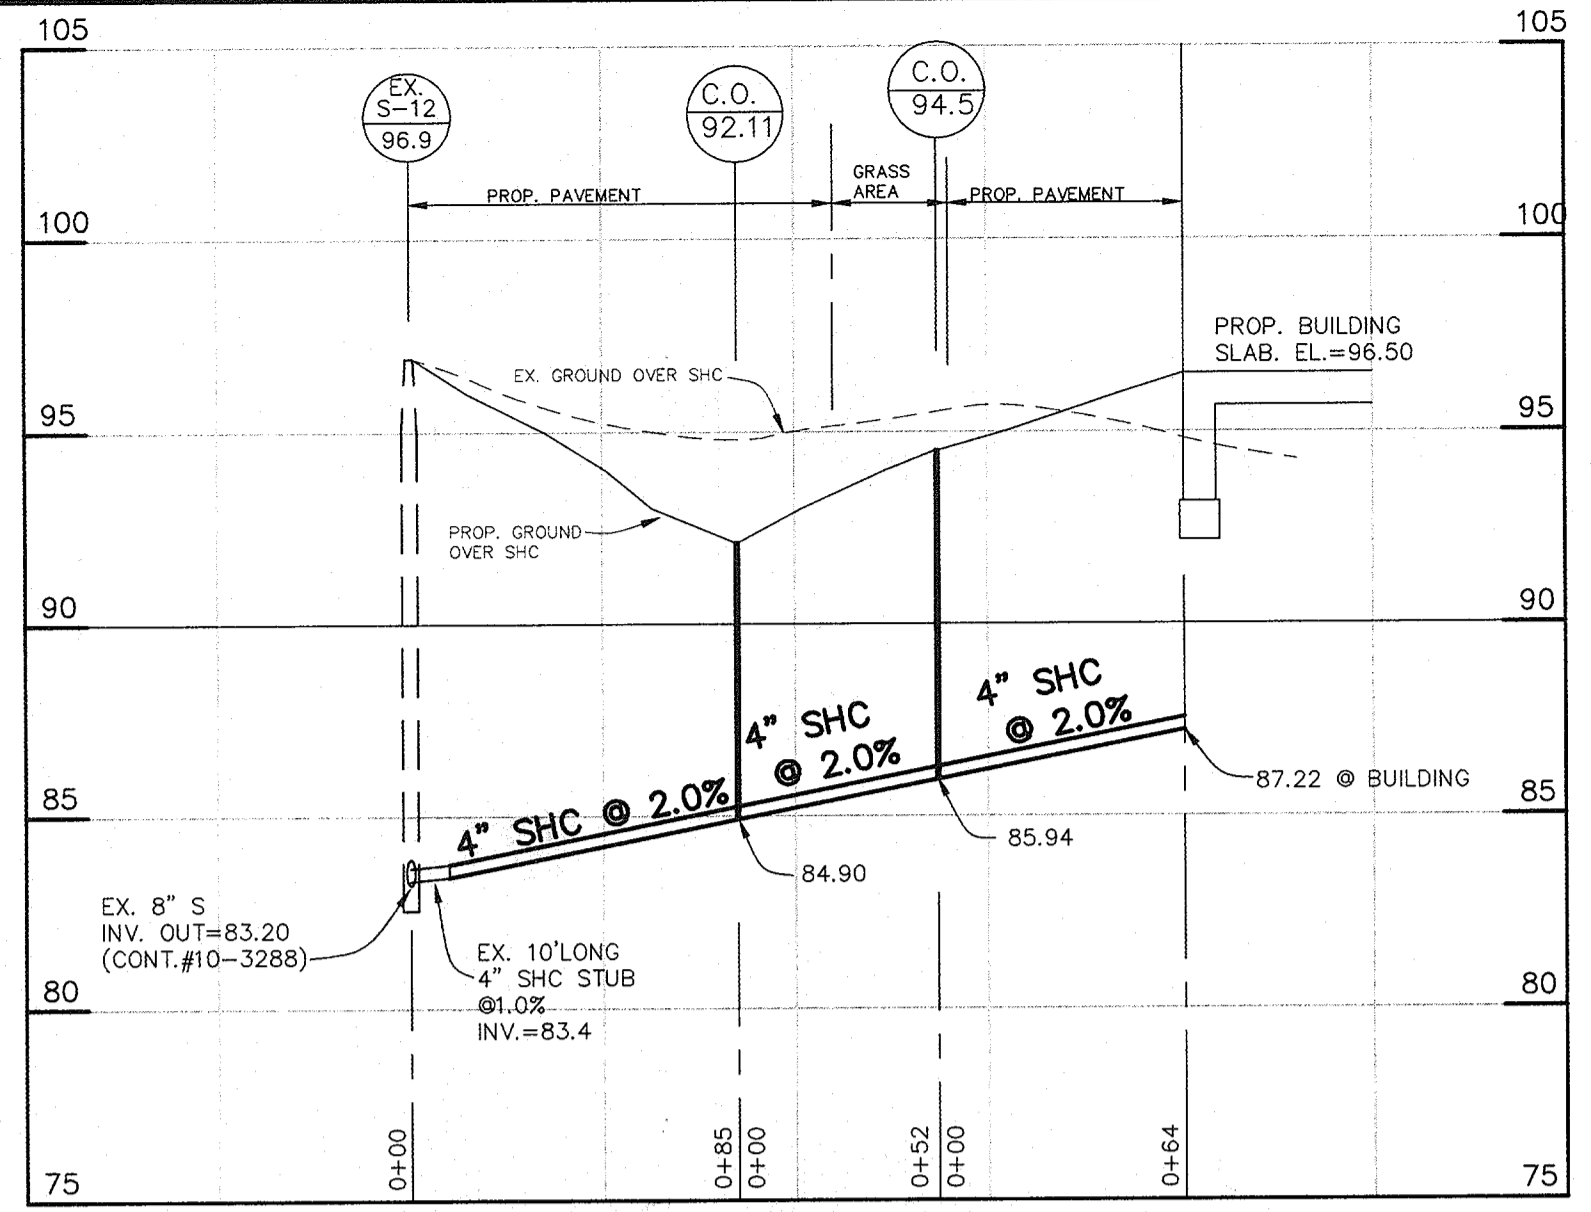 105
105
EX.
S-12
96.9
C.O.
92.11
C.O.
94.5
PROP. PAVEMENT
GRASS
AREA
PROP. PAVEMENT
100
100
PROP. BUILDING
SLAB. EL.=96.50
EX. GROUND OVER SHC
95
95
PROP. GROUND
OVER SHC
90
90
4" SHC
@ 2.0%
4" SHC
@ 2.0%
4" SHC @ 2.0%
87.22 @ BUILDING
85
85
85.94
84.90
EX. 8" S
INV. OUT=83.20
(CONT.#10-3288)
EX. 10'LONG
4" SHC STUB
@1.0%
INV.=83.4
80
80
0+00
0+85
0+00
0+52
0+00
0+64
75
75